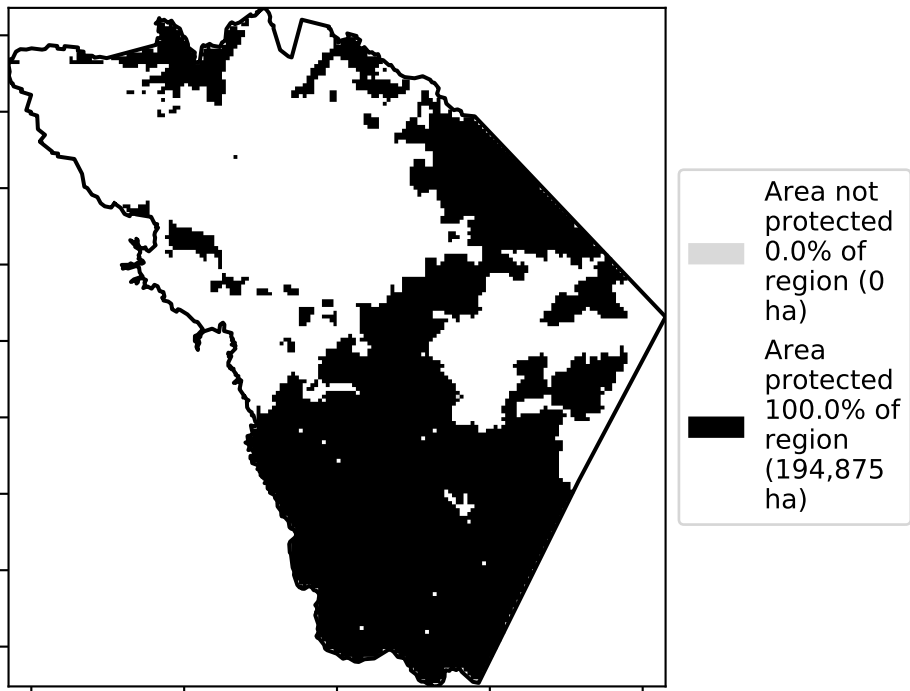 Area not
protected
0.0% of
region (0
ha)
Area
protected
100.0% of
region
(194,875
ha)